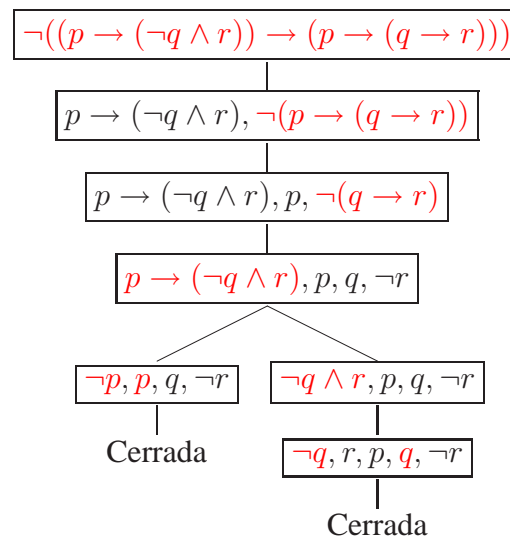 ¬((p → (¬q ∧ r)) → (p → (q → r)))
p → (¬q ∧ r), ¬(p → (q → r))
p → (¬q ∧ r), p, ¬(q → r)
p → (¬q ∧ r), p, q, ¬r
¬p, p, q, ¬r
¬q ∧ r, p, q, ¬r
Cerrada
¬q, r, p, q, ¬r
Cerrada